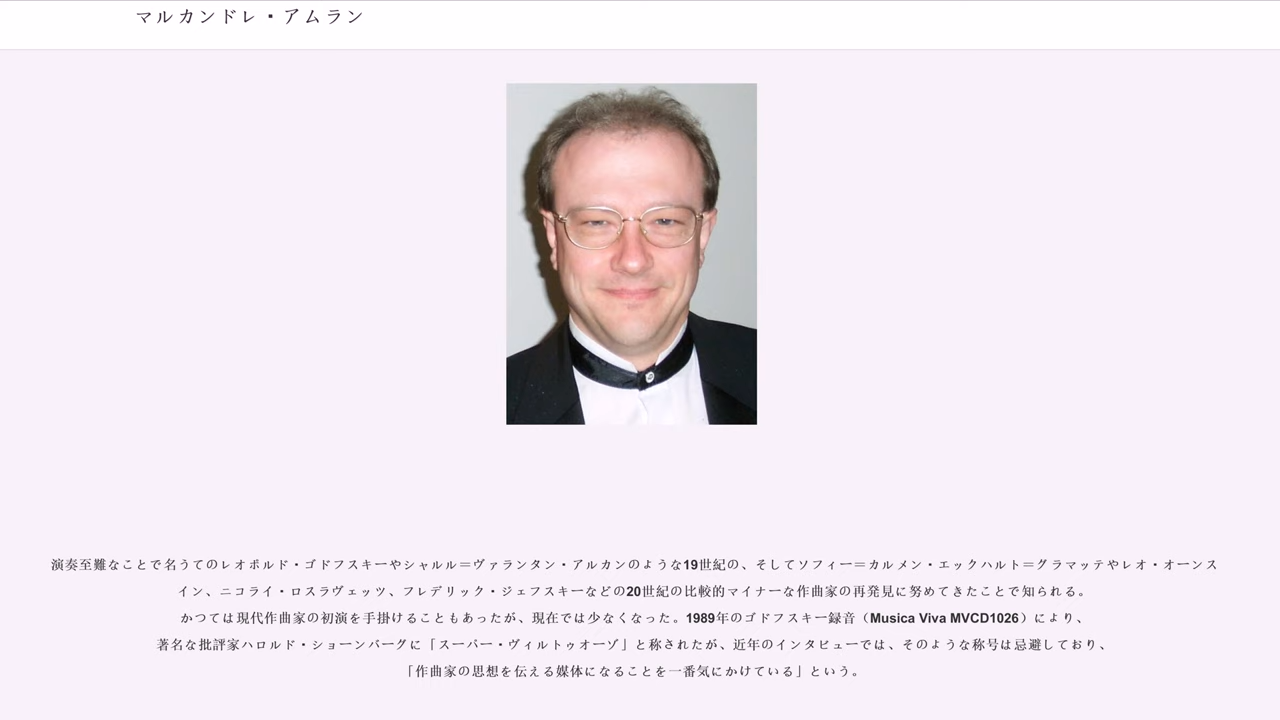 マルカンドレ・アムラン
演奏至難なことで名うてのレオポルド・ゴドフスキーやシャルル＝ヴァランタン・アルカンのような19世紀の、そしてソフィー＝カルメン・エックハルト＝グラマッテやレオ・オーンス
イン、ニコライ・ロスラヴェッツ、フレデリック・ジェフスキーなどの20世紀の比較的マイナーな作曲家の再発見に努めてきたことで知られる。
かつては現代作曲家の初演を手掛けることもあったが、現在では少なくなった。1989年のゴドフスキー録音（Musica Viva MVCD1026）により、
著名な批評家ハロルド・ショーンバーグに「スーパー・ヴィルトゥオーゾ」と称されたが、近年のインタビューでは、そのような称号は忌避しており、
「作曲家の思想を伝える媒体になることを一番気にかけている」という。